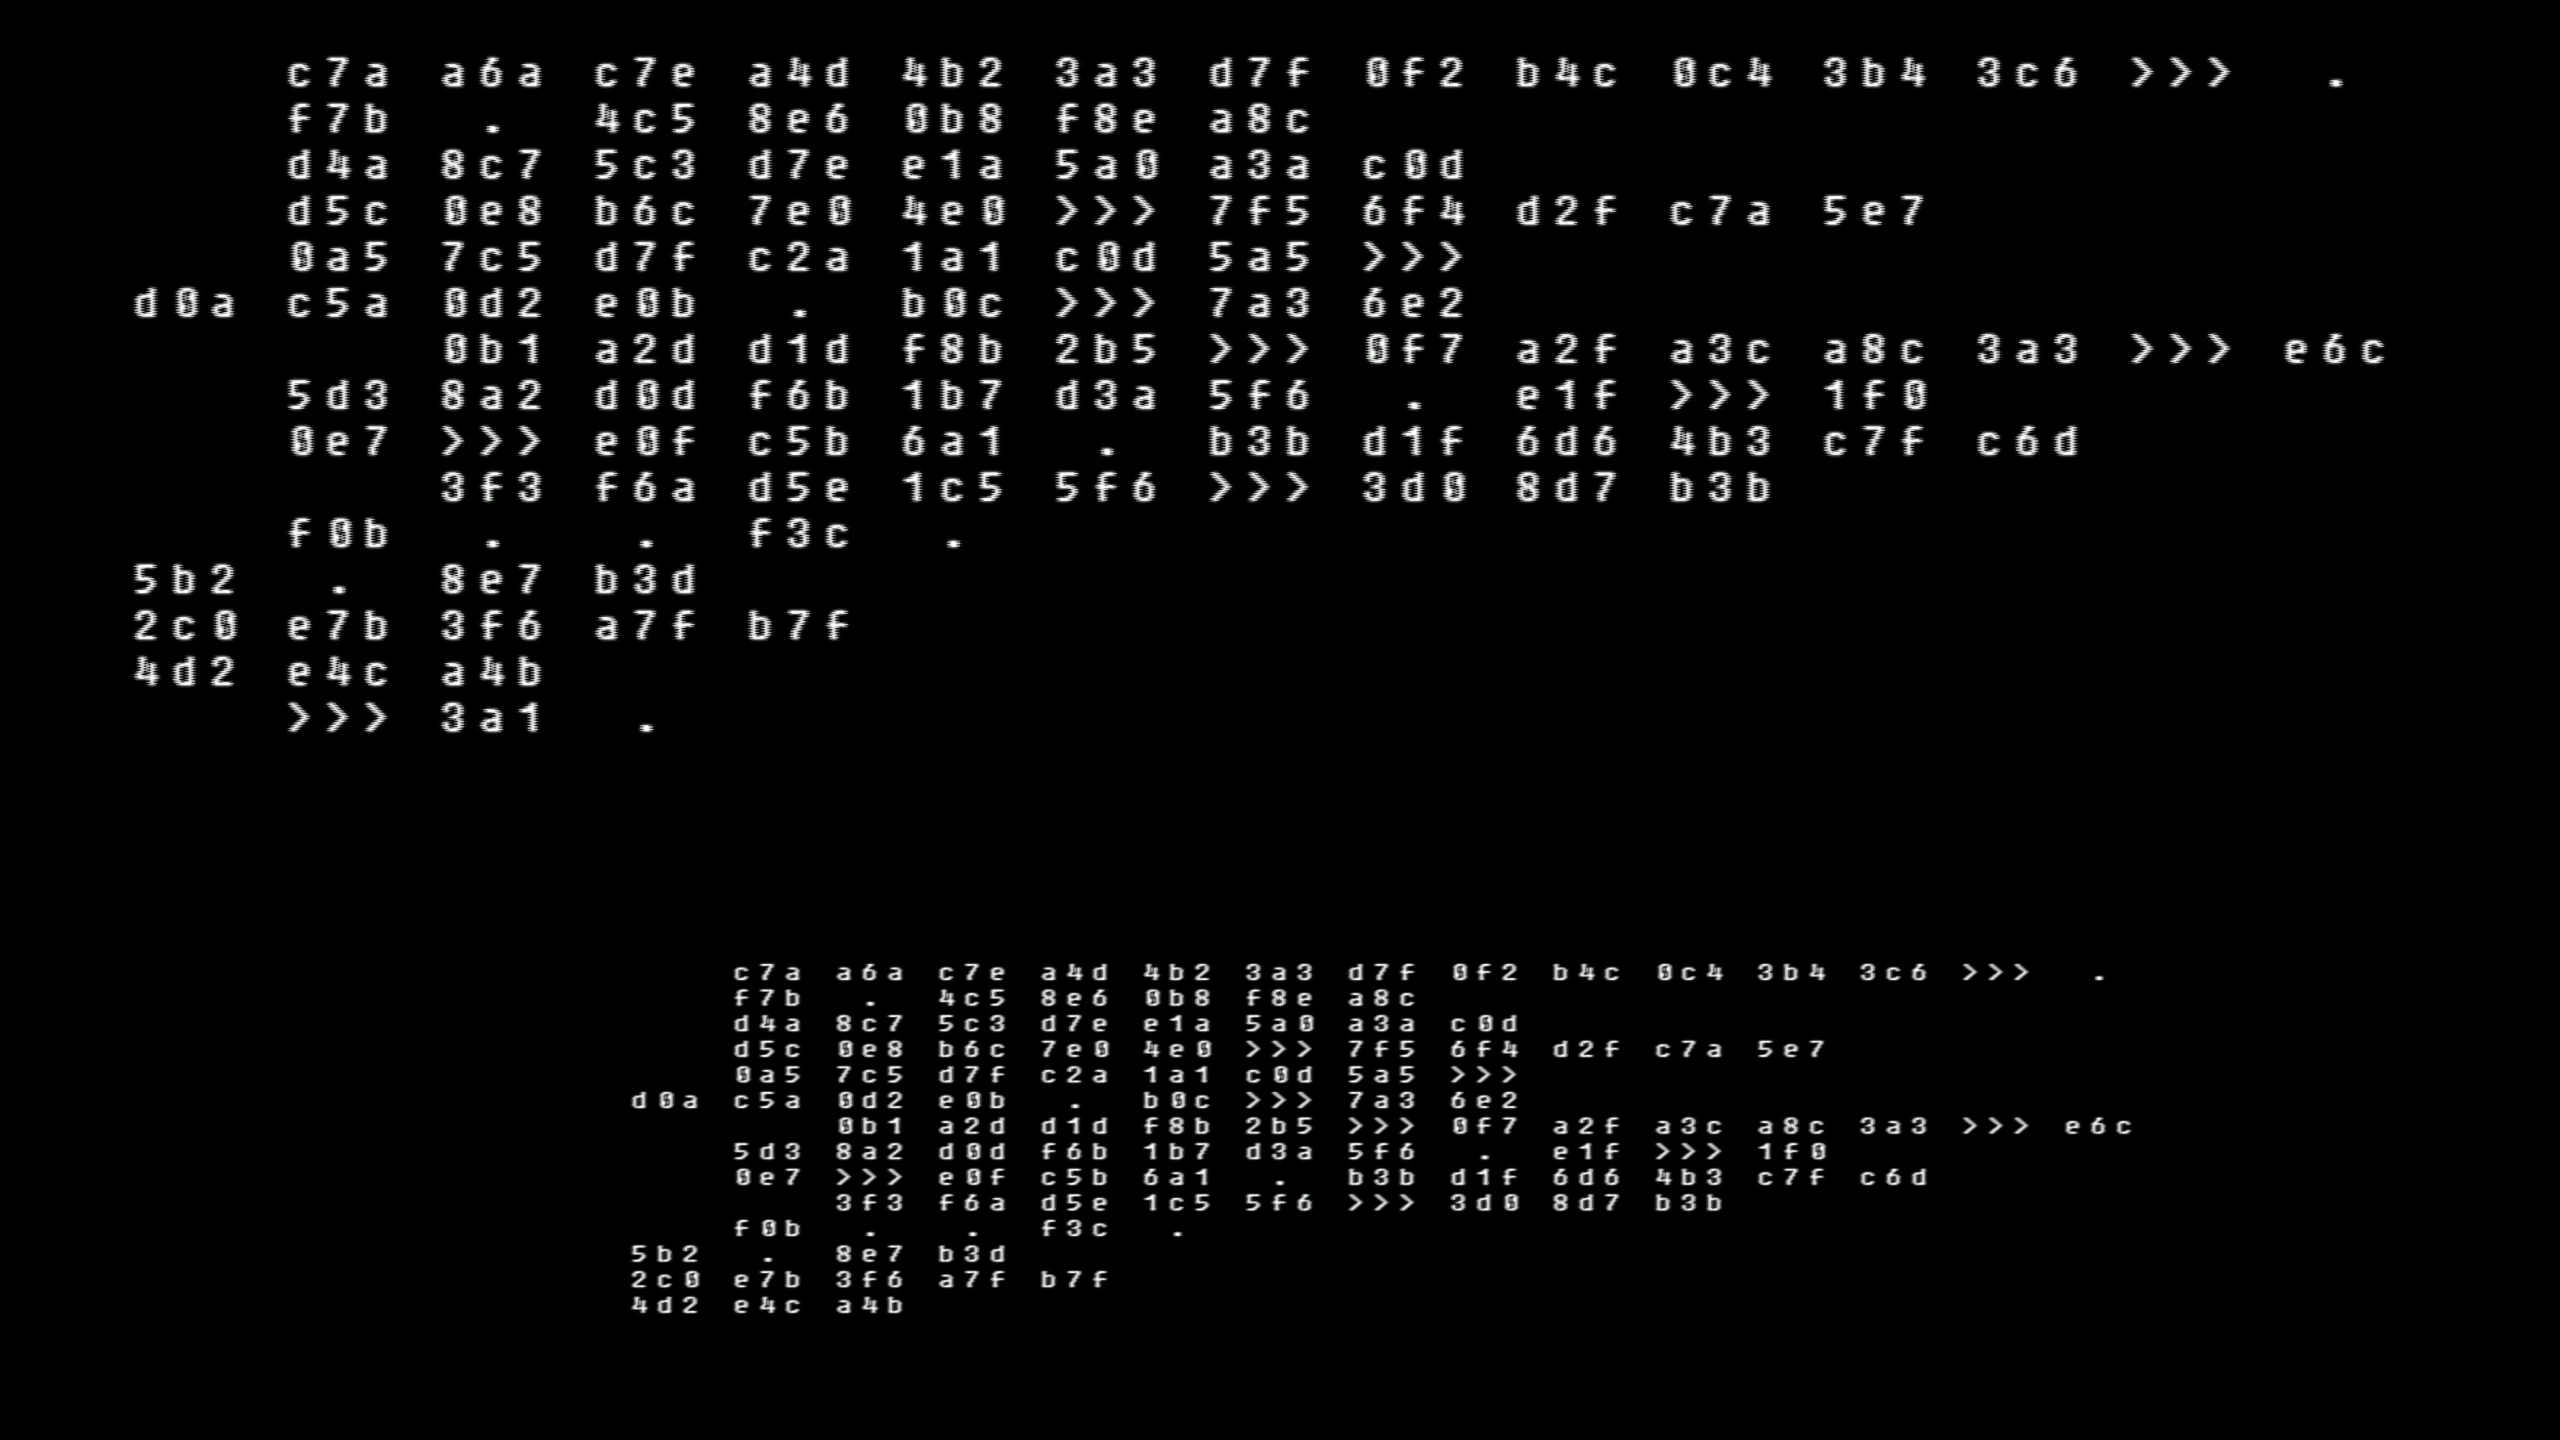 c7a a6a c7e a4d 4b2 3a3 d7f 0f2 b4c 0c4 3b4 3c6 >>> .
f7b . 4c5 8e6 0b8 f8e a8c
d4a 8c7 5c3 d7e e1a 5a0 a3a c0d
d5c 0e8 b6c 7e0 4e0 >>> 7f5 6f4 d2f c7a 5e7
0a5 7c5 d7f c2a 1a1 c0d 5a5 >>>
d0a c5a 0d2 e0b . b0c >>> 7a3 6e2
0b1 a2d d1d f8b 2b5 >>> 0f7 a2f a3c a8c 3a3 >>> e6c
5d3 8a2 d0d f6b 1b7 d3a 5f6 . e1f >>> 1f0
0e7 >>> e0f c5b 6a1 . b3b d1f 6d6 4b3 c7f c6d
3f3 f6a d5e 1c5 5f6 >>> 3d0 8d7 b3b
f0b . . f3c .
5b2 . 8e7 b3d
2c0 e7b 3f6 a7f b7f
4d2 e4c a4b
>>> 3a1 .
c7a a6a c7e a4d 4b2 3a3 d7f 0f2 b4c 0c4 3b4 3c6 >>> .
f7b . 4c5 8e6 0b8 f8e a8c
d4a 8c7 5c3 d7e e1a 5a0 a3a c0d
d5c 0e8 b6c 7e0 4e0 >>> 7f5 6f4 d2f c7a 5e7
0a5 7c5 d7f c2a 1a1 c0d 5a5 >>>
d0a c5a 0d2 e0b . b0c >>> 7a3 6e2
0b1 a2d d1d f8b 2b5 >>> 0f7 a2f a3c a8c 3a3 >>> e6c
5d3 8a2 d0d f6b 1b7 d3a 5f6 . e1f >>> 1f0
0e7 >>> e0f c5b 6a1 . b3b d1f 6d6 4b3 c7f c6d
3f3 f6a d5e 1c5 5f6 >>> 3d0 8d7 b3b
f0b . . f3c .
5b2 . 8e7 b3d
2c0 e7b 3f6 a7f b7f
4d2 e4c a4b